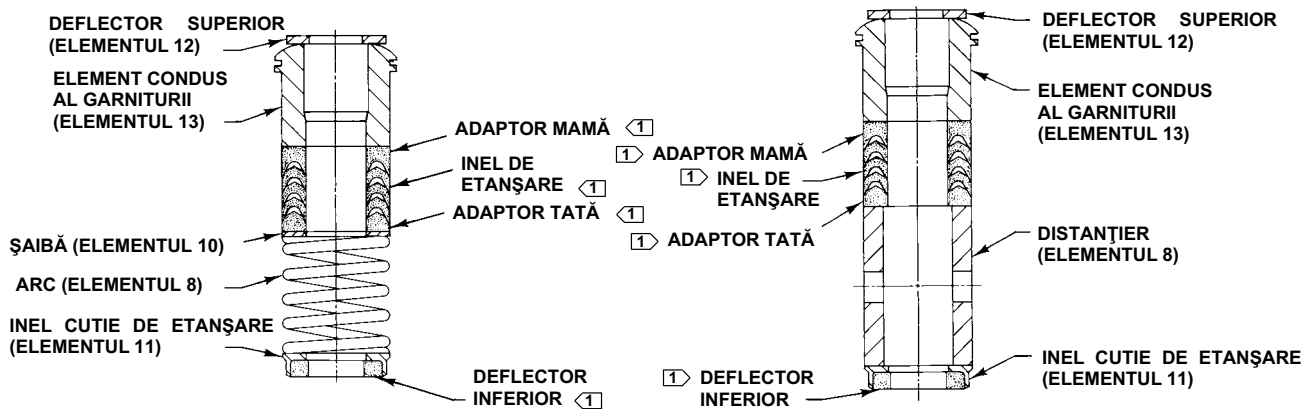 DEFLECTOR SUPERIOR
(ELEMENTUL 12)
ELEMENT CONDUS
AL GARNITURII
(ELEMENTUL 13)
ADAPTOR MAMĂ 1
INEL DE
ETANŞARE 1
ADAPTOR TATĂ 1
ŞAIBĂ (ELEMENTUL 10)
ARC (ELEMENTUL 8)
INEL CUTIE DE ETANŞARE
(ELEMENTUL 11)
DEFLECTOR
INFERIOR 1
DEFLECTOR SUPERIOR
(ELEMENTUL 12)
ELEMENT CONDUS
AL GARNITURII
(ELEMENTUL 13)
1 ADAPTOR MAMĂ
1 INEL DE
ETANŞARE
1 ADAPTOR TATĂ
DISTANŢIER
(ELEMENTUL 8)
INEL CUTIE DE ETANŞARE
(ELEMENTUL 11)
1 DEFLECTOR
INFERIOR